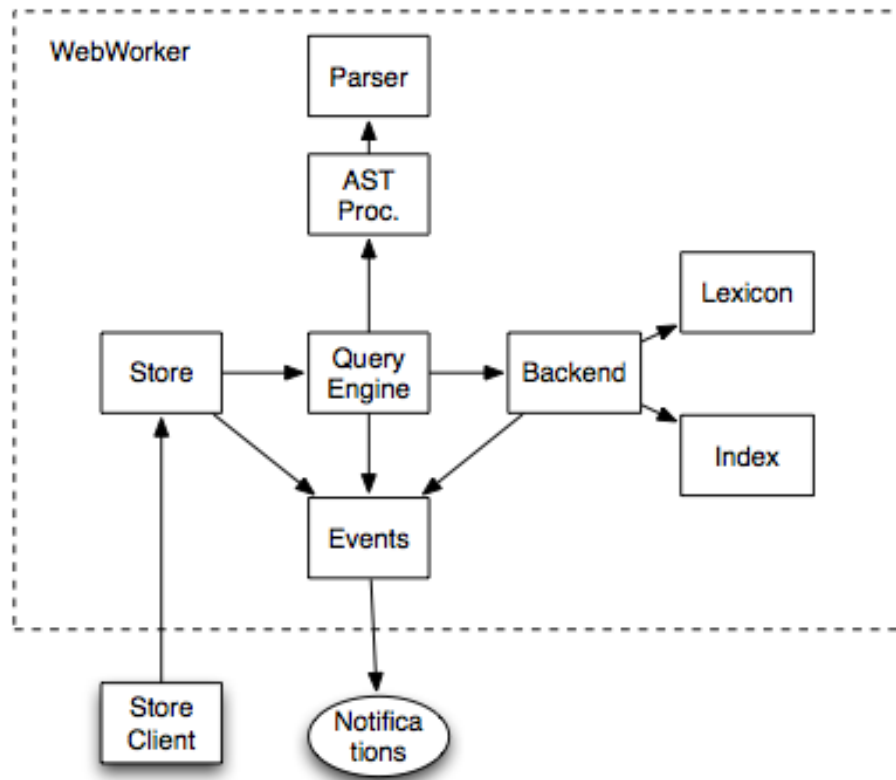 WebWorker
Parser
AST
Proc.
Lexicon
Store
Query
Engine
Backend
Index
Events
Store
Client
Notifica
tions